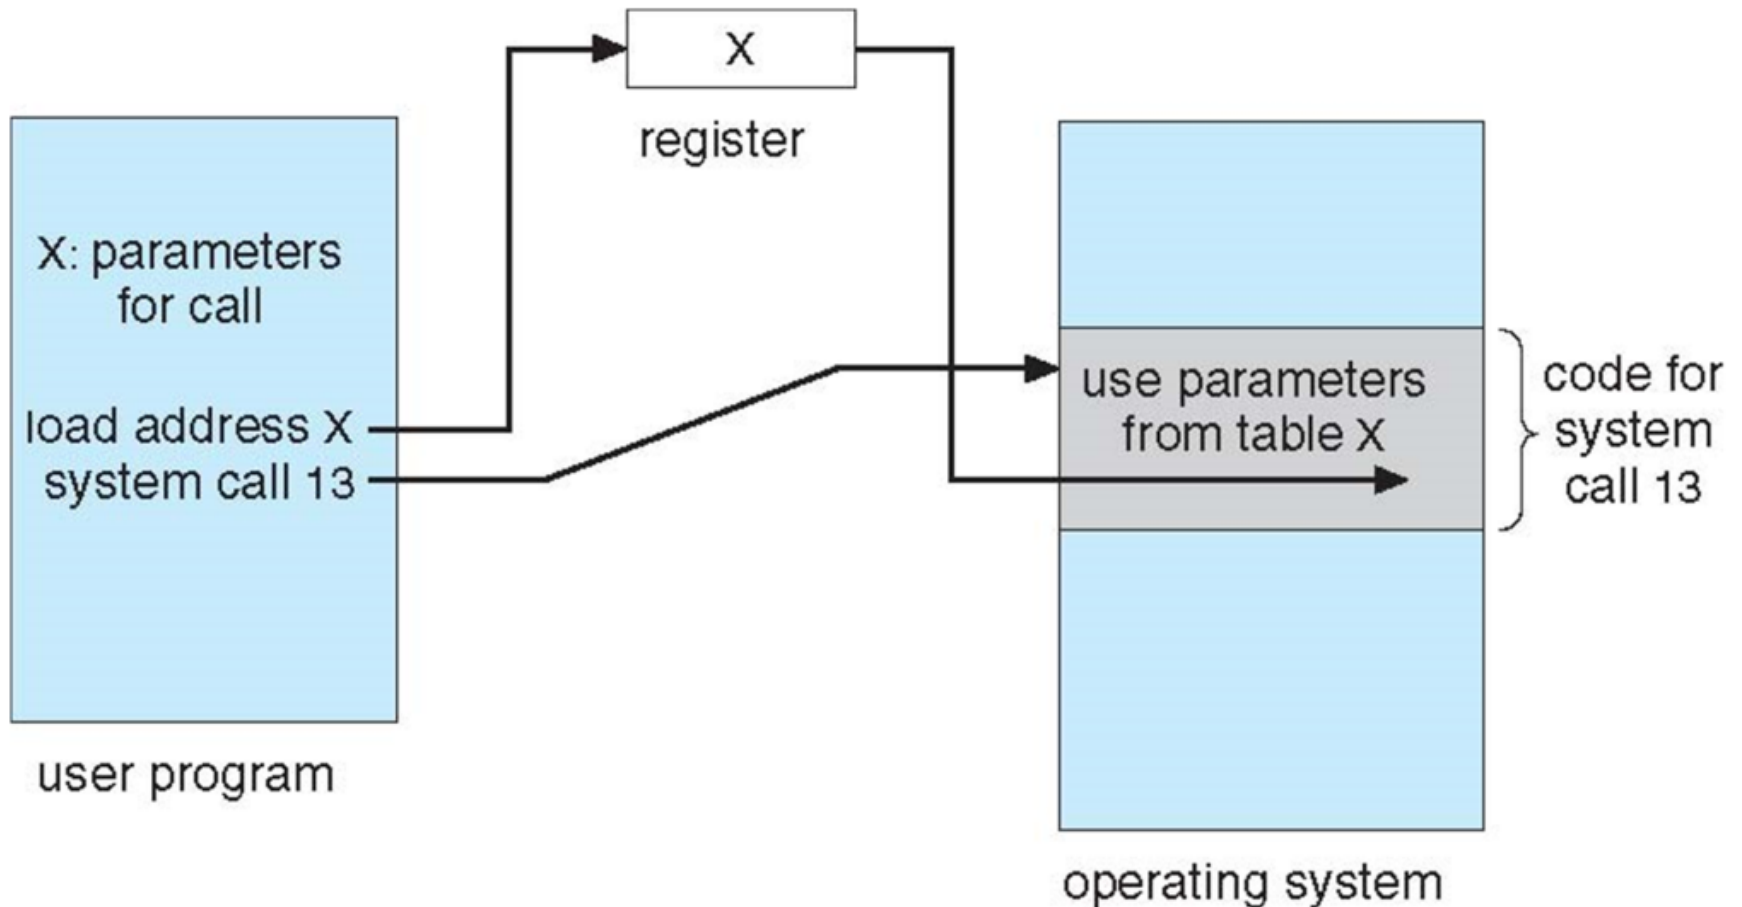 X
register
X: parameters
for call
load address X
system call 13
user program
use parameters
from table X
code for
system
call 13
operating system